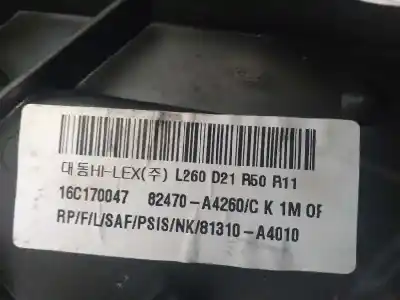 대동HI-LEX(주) L260 D21 R50 R11
16C170047 82470-A4260/C K 1M OF
RP/F/L/SAF/PSIS/NK/81310-A4010